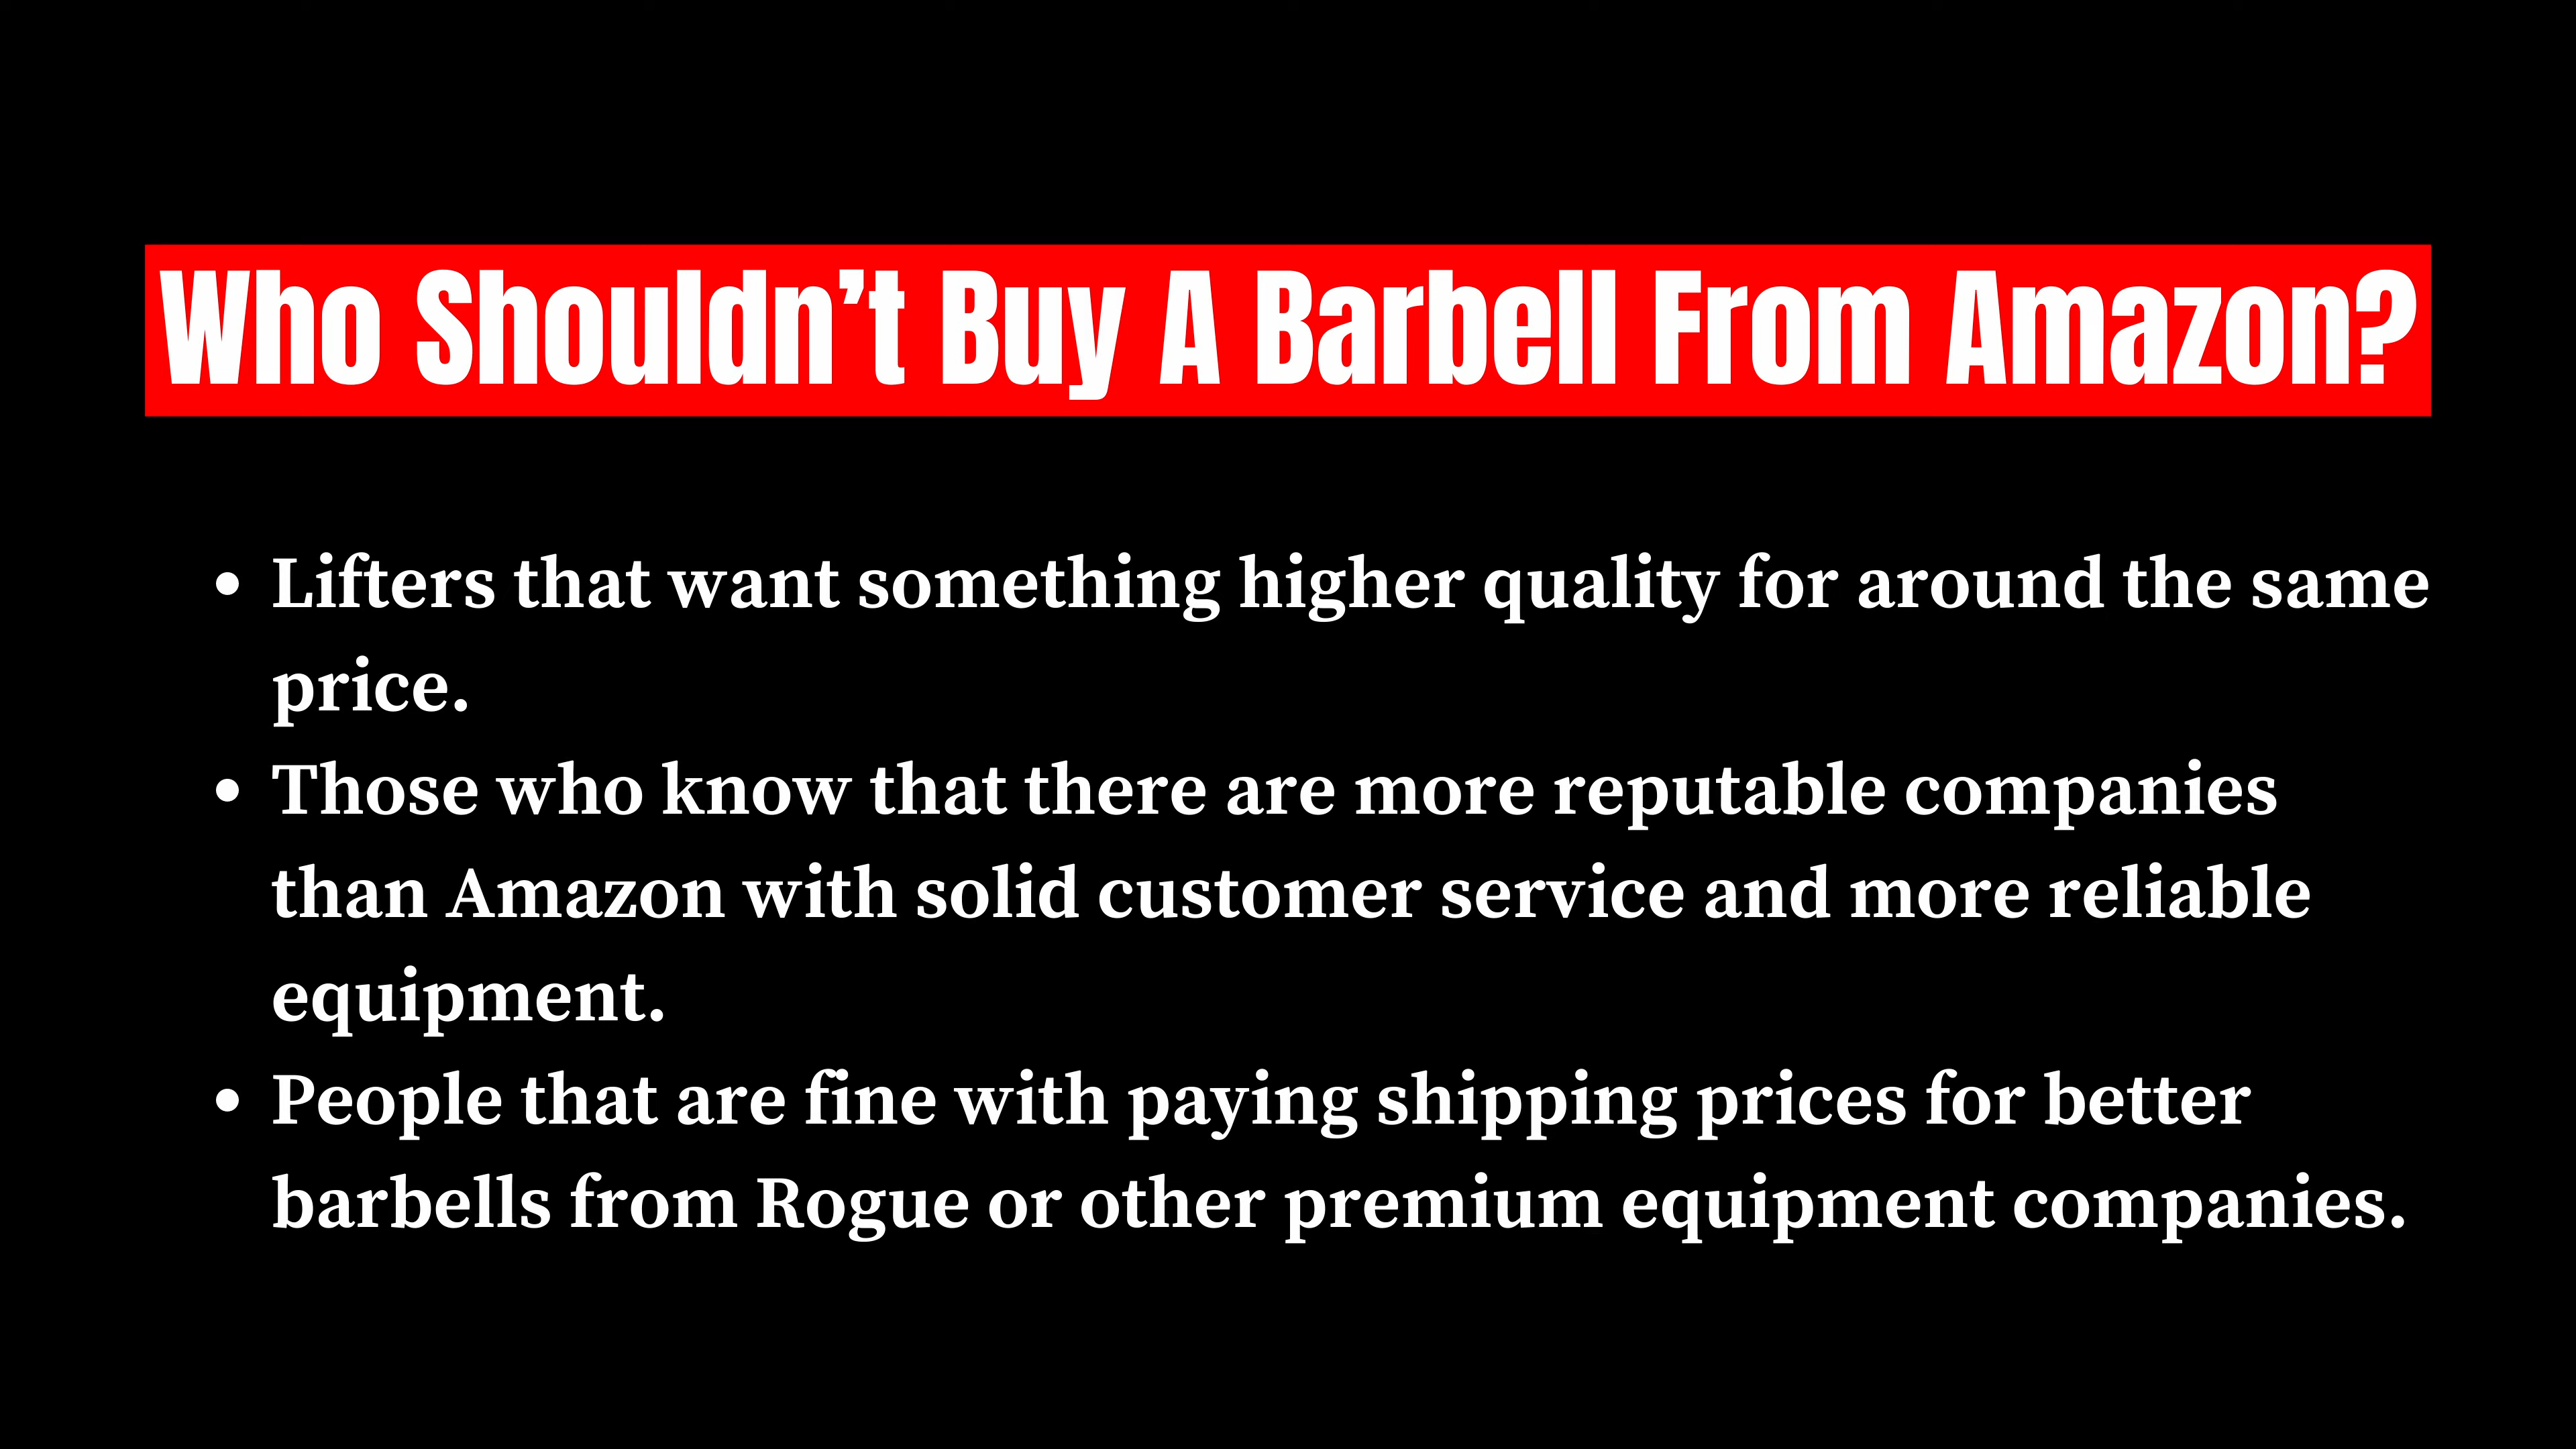 Who Shouldn’t Buy A Barbell From Amazon?
• Lifters that want something higher quality for around the same
price.
• Those who know that there are more reputable companies
than Amazon with solid customer service and more reliable
equipment.
• People that are fine with paying shipping prices for better
barbells from Rogue or other premium equipment companies.